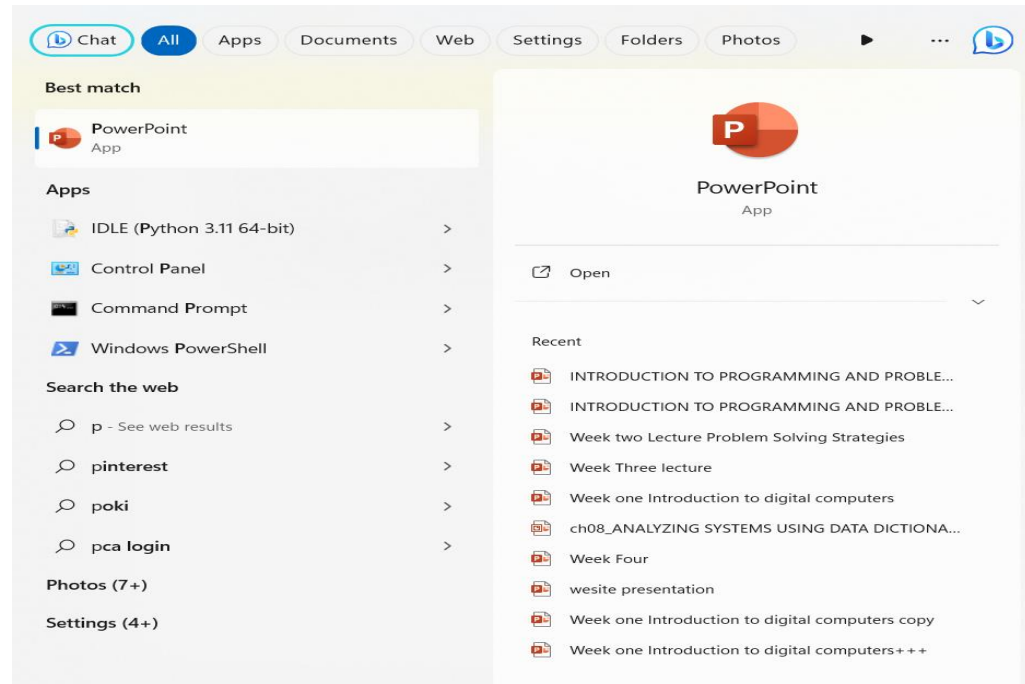 Chat All Apps Documents Web Settings Folders Photos ...
Best match
PowerPoint
App
Apps
IDLE (Python 3.11 64-bit)
Control Panel
Command Prompt
Windows PowerShell
Search the web
p - See web results
pinterest
poki
pca login
Photos (7+)
Settings (4+)
P
PowerPoint
App
Open
Recent
INTRODUCTION TO PROGRAMMING AND PROBLE...
INTRODUCTION TO PROGRAMMING AND PROBLE...
Week two Lecture Problem Solving Strategies
Week Three lecture
Week one Introduction to digital computers
ch08_ANALYZING SYSTEMS USING DATA DICTIONA...
Week Four
wesite presentation
Week one Introduction to digital computers copy
Week one Introduction to digital computers+++